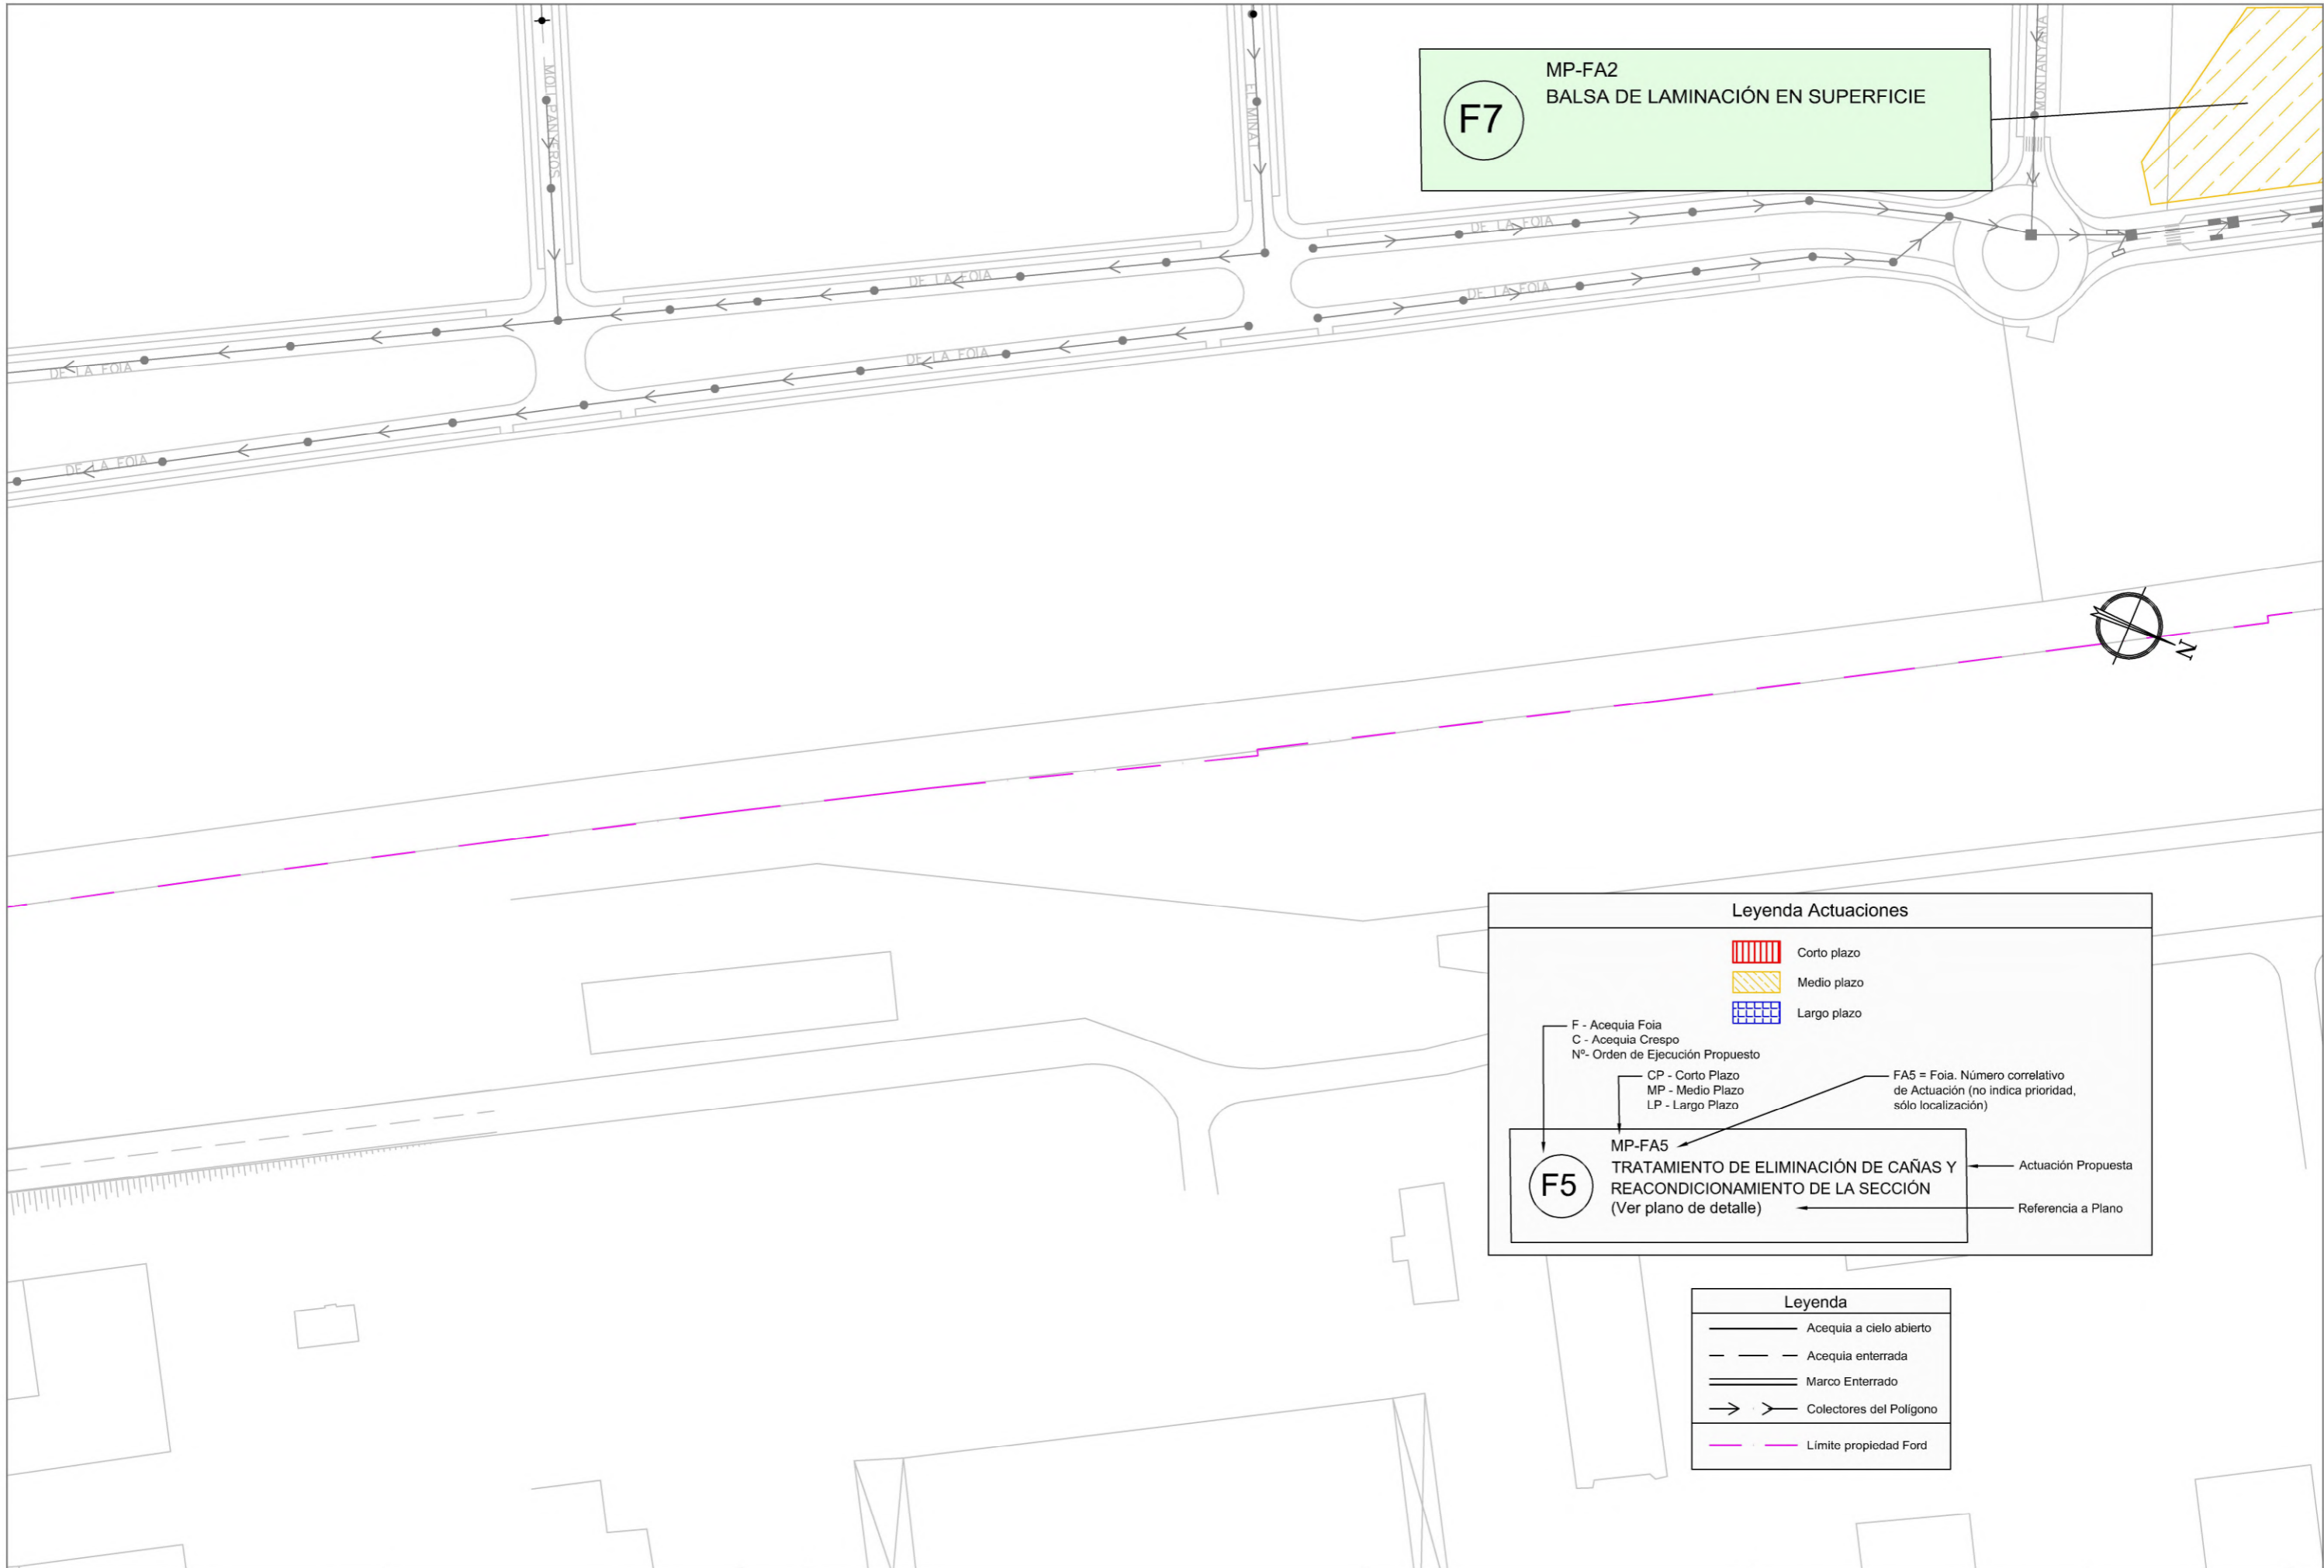 MOLI PANXEROS
EL MINAT
MUNTANYANA
F7
MP-FA2
BALSA DE LAMINACIÓN EN SUPERFICIE
DE LA FOIA
DE LA FOIA
DE LA FOIA
DE LA FOIA
DE LA FOIA
DE LA FOIA
N
Leyenda Actuaciones
Corto plazo
Medio plazo
Largo plazo
F - Acequia Foia
C - Acequia Crespo
Nº- Orden de Ejecución Propuesto
CP - Corto Plazo
MP - Medio Plazo
LP - Largo Plazo
FA5 = Foia. Número correlativo
de Actuación (no indica prioridad,
sólo localización)
F5
MP-FA5
TRATAMIENTO DE ELIMINACIÓN DE CAÑAS Y
REACONDICIONAMIENTO DE LA SECCIÓN
(Ver plano de detalle)
Actuación Propuesta
Referencia a Plano
Leyenda
Acequia a cielo abierto
Acequia enterrada
Marco Enterrado
Colectores del Polígono
Límite propiedad Ford